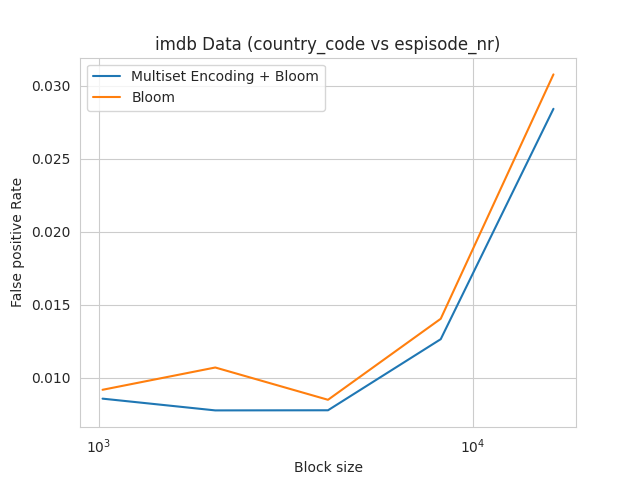 imdb Data (country_code vs espisode_nr)
Multiset Encoding + Bloom
Bloom
False positive Rate
0.030
0.025
0.020
0.015
0.010
10³
10⁴
Block size